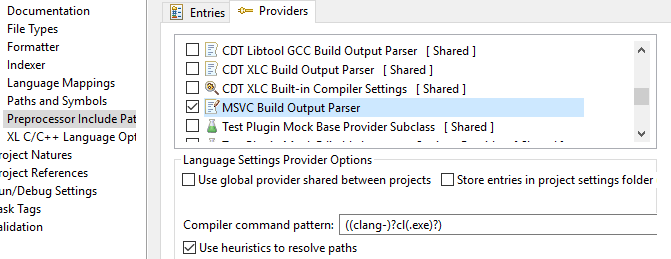 Documentation
File Types
Formatter
Indexer
Language Mappings
Paths and Symbols
Preprocessor Include Pat
XL C/C++ Language Opt
roject Natures
roject References
un/Debug Settings
ask Tags
alidation
Entries
Providers
CDT Libtool GCC Build Output Parser [ Shared ]
CDT XLC Build Output Parser [ Shared ]
CDT XLC Built-in Compiler Settings [ Shared ]
MSVC Build Output Parser
Test Plugin Mock Base Provider Subclass [ Shared ]
Language Settings Provider Options
Use global provider shared between projects
Store entries in project settings folder
Compiler command pattern: ((clang-)?cl(.exe)?)
Use heuristics to resolve paths